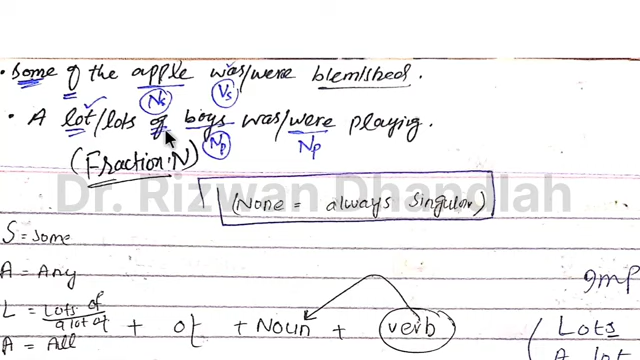 • Some of the apple was/were blemished.
Ns Vs
• A lot/lots of boys was/were playing.
Np Np
(Fraction:N)
Dr. Rizwan Dhandlah
(None = always singular)
S = Some
A = Any
L = Lots of
a lot of + of + Noun + verb
A = All
Imp
(Lots
A lot